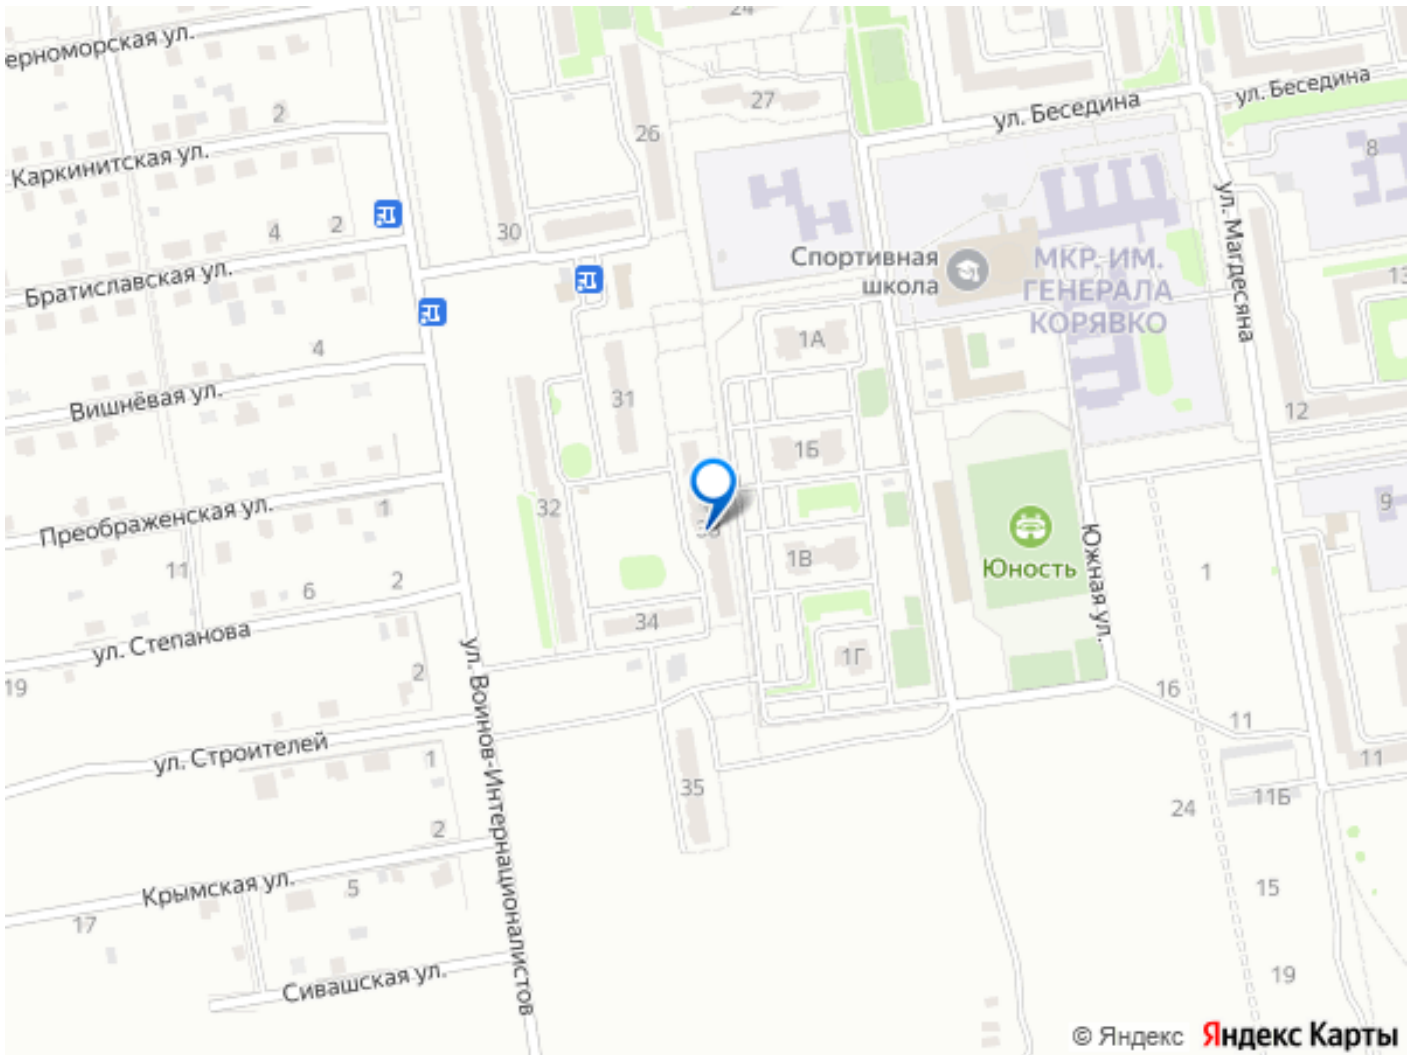 24
ерноморская ул.
ул. Беседина
ул. Беседина
27
2
26
Каркинитская ул.
8
2
4
30
ул. Магдесяна
Спортивная
школа
МКР. ИМ.
ГЕНЕРАЛА
КОРЯВКО
Братиславская ул.
13
1А
4
31
Вишнёвая ул.
12
1Б
32
33
Преображенская ул.
1
9
Юность
Южная ул.
1В
11
1
2
6
34
ул. Степанова
1Г
19
2
16
11
ул. Воинов-Интернационалистов
ул. Строителей
1
11
35
11Б
24
2
Крымская ул.
5
15
17
Сивашская ул.
19
© Яндекс Яндекс Карты